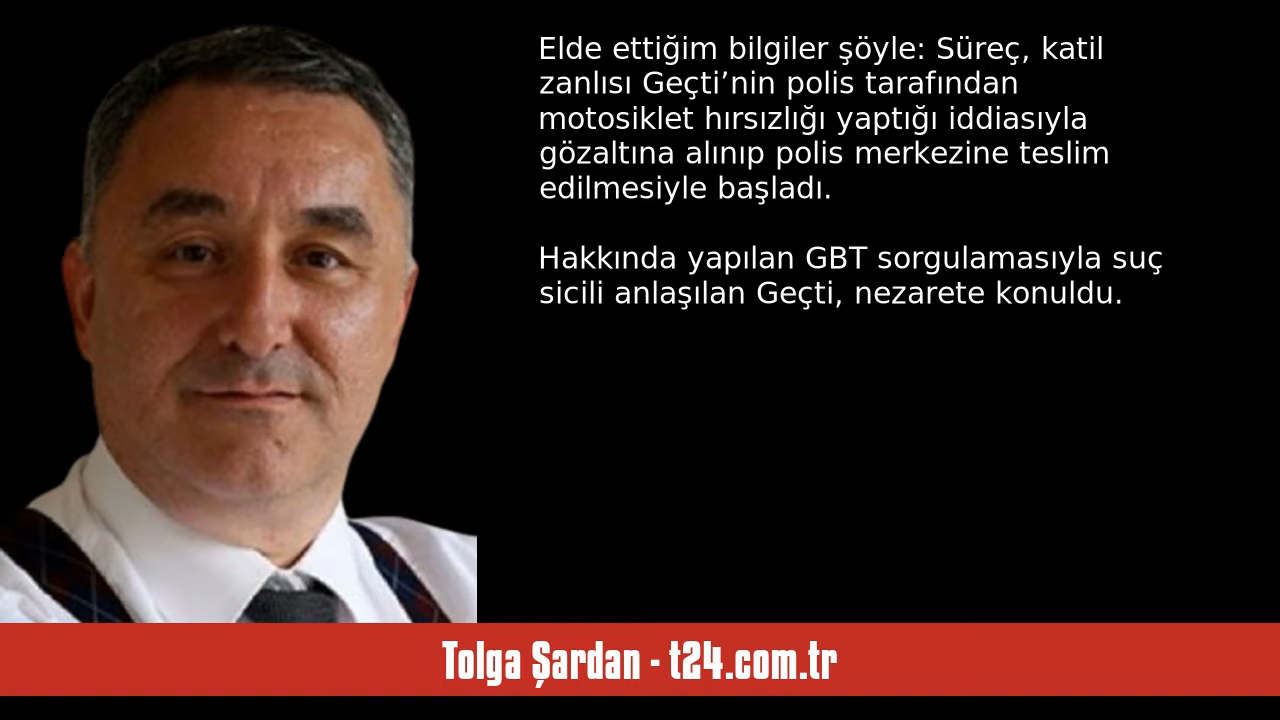 Elde ettiğim bilgiler şöyle: Süreç, katil
zanlısı Geçti’nin polis tarafından
motosiklet hırsızlığı yaptığı iddiasıyla
gözaltına alınıp polis merkezine teslim
edilmesiyle başladı.
Hakkında yapılan GBT sorgulamasıyla suç
sicili anlaşılan Geçti, nezarete konuldu.
Tolga Şardan - t24.com.tr